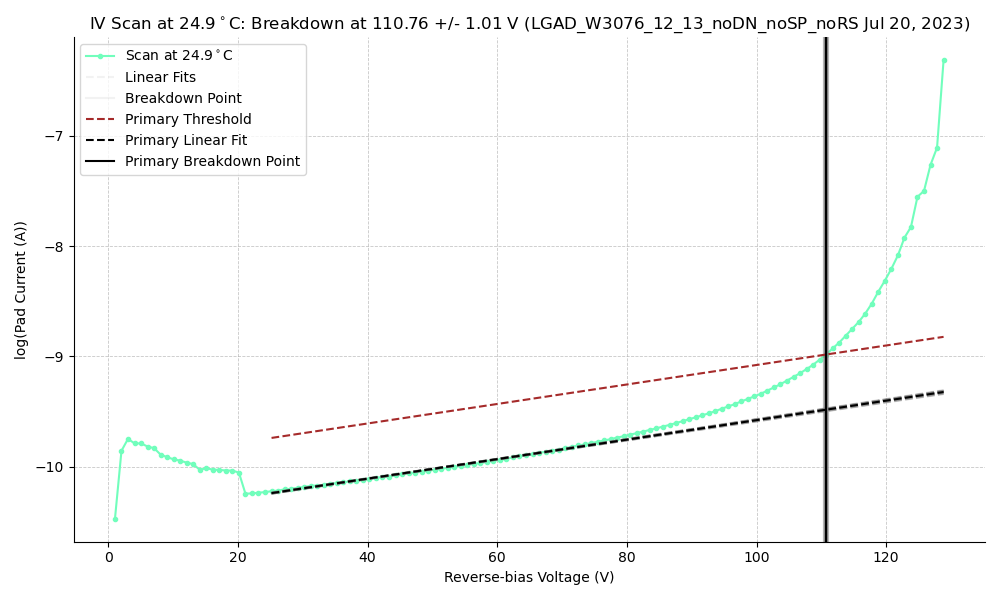 IV Scan at 24.9°C: Breakdown at 110.76 +/- 1.01 V (LGAD_W3076_12_13_noDN_noSP_noRS Jul 20, 2023)
Scan at 24.9°C
Linear Fits
Breakdown Point
Primary Threshold
Primary Linear Fit
Primary Breakdown Point
log(Pad Current (A))
−7
−8
−9
−10
0 20 40 60 80 100 120
Reverse-bias Voltage (V)